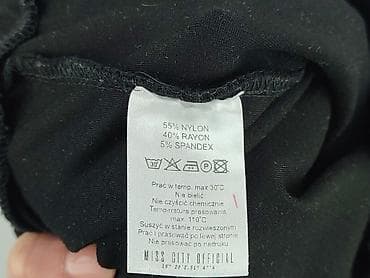 55% NYLON
40% RAYON
5% SPANDEX
Prać w temp. max 30°C
Nie bielić
Nie czyścić chemicznie
Temperatura prasowania
max. 110°C
Suszyć w stanie rozwieszonym
Prać i prasować po lewej stronie
Nie prasować po nadruku
MISS CITY OFFICIAL